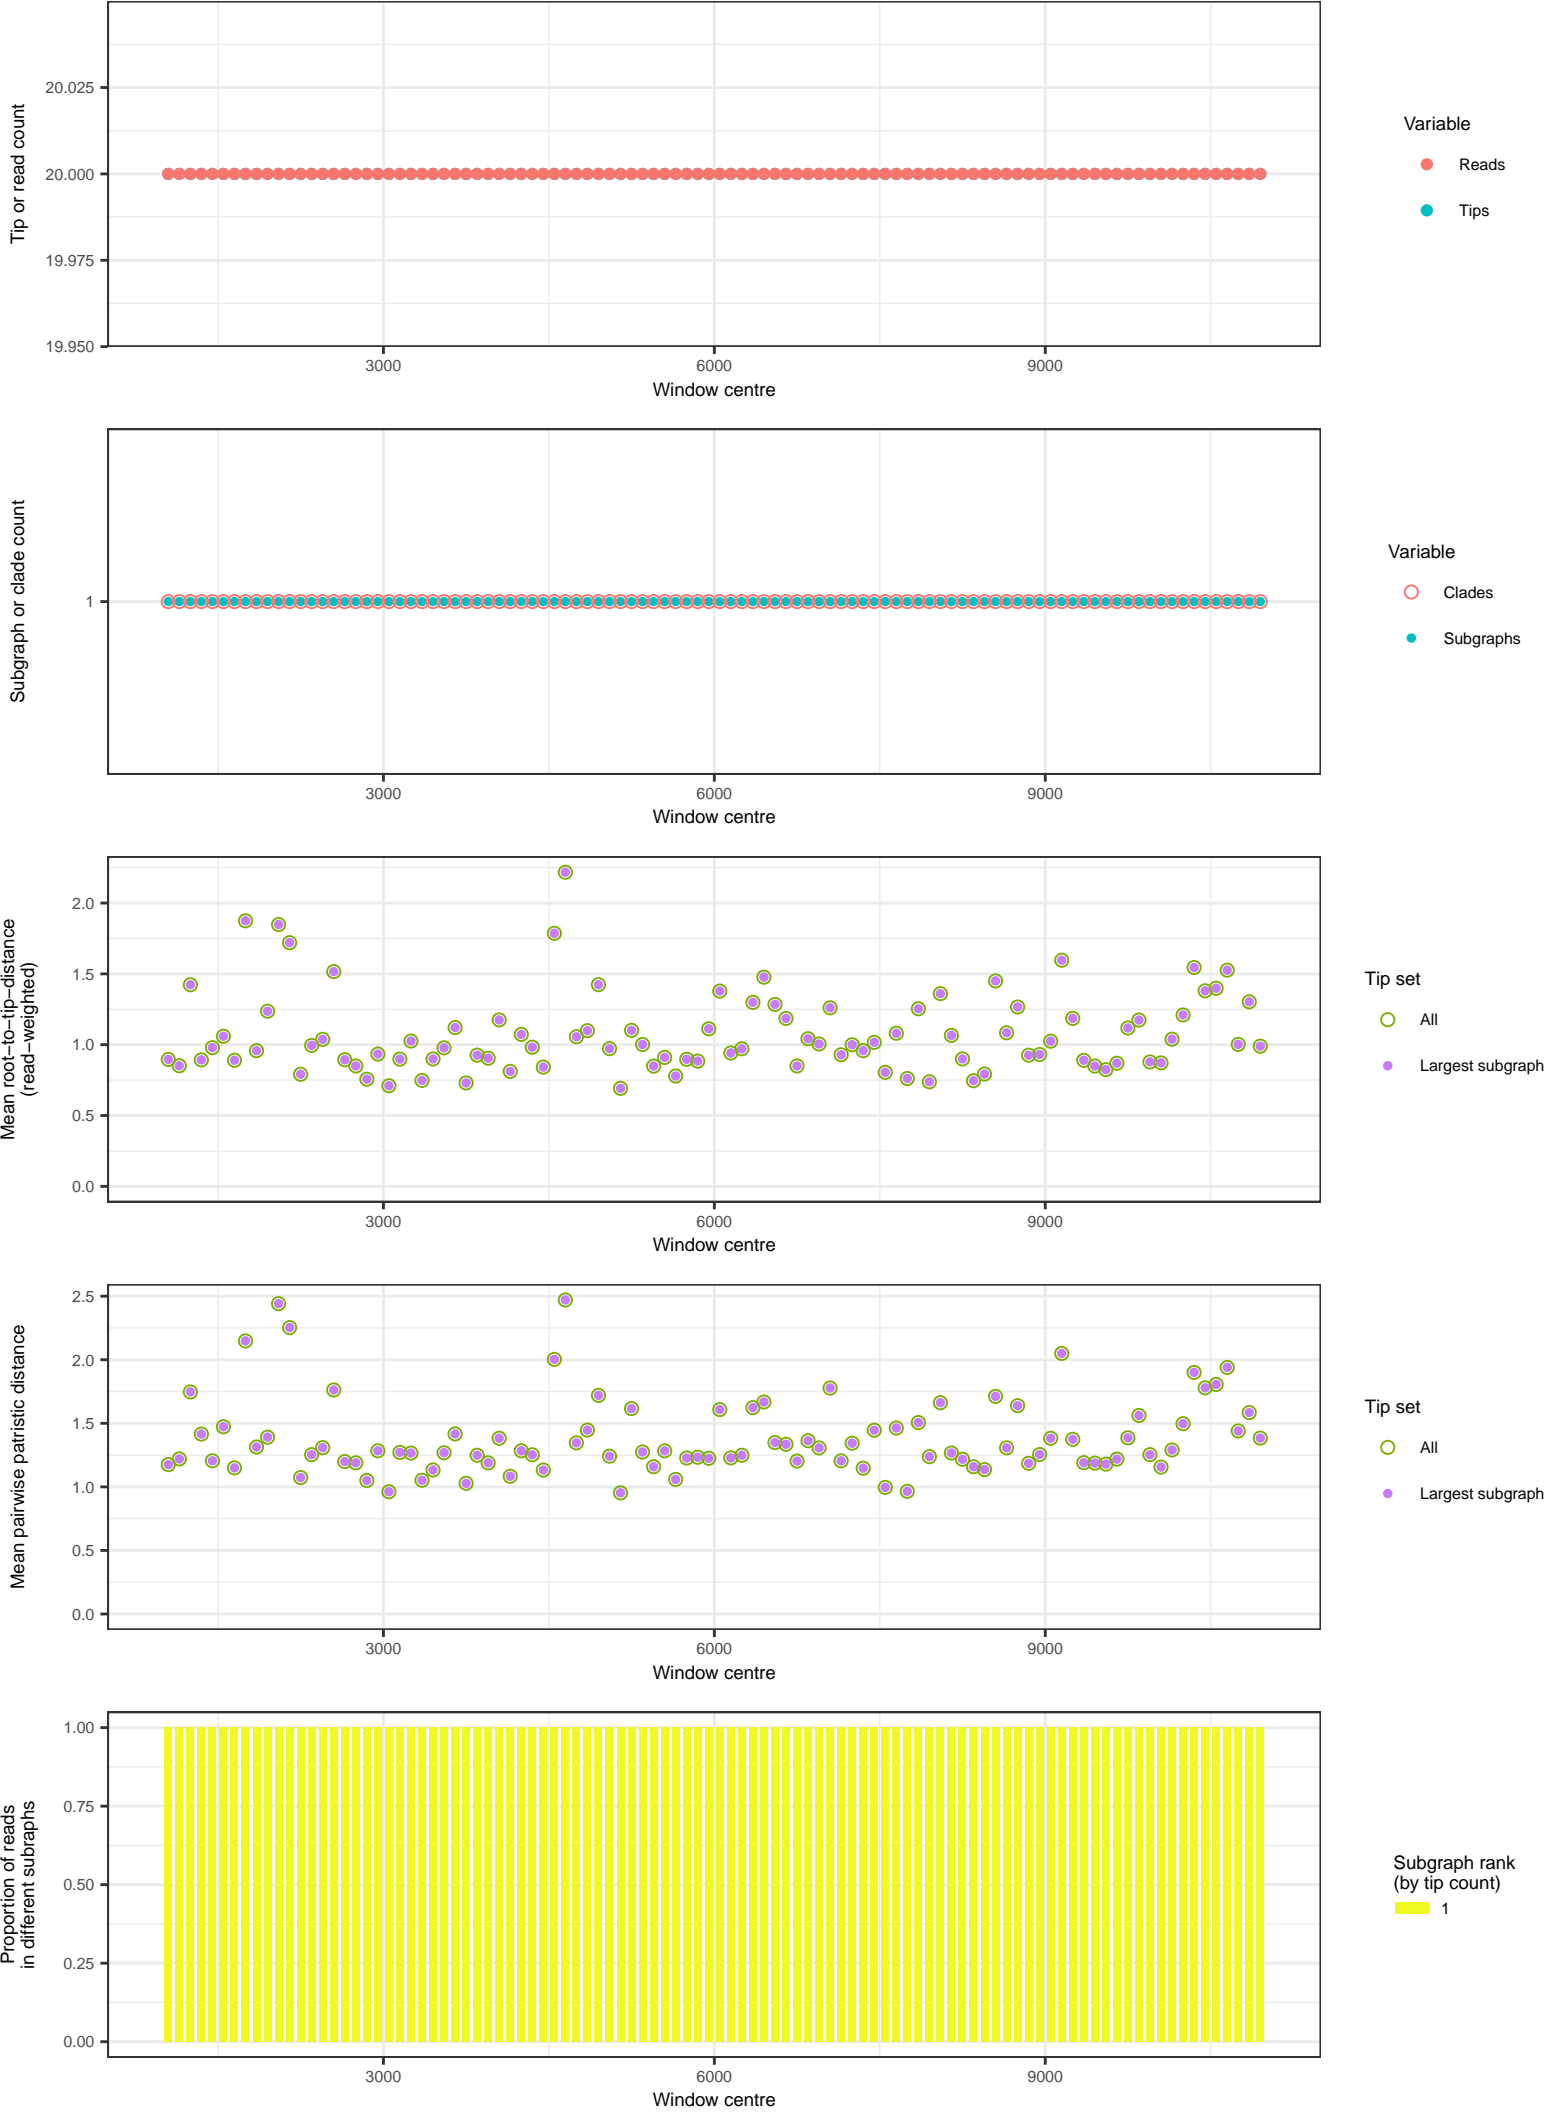 Tip or read count
20.025
20.000
19.975
19.950
3000
6000
9000
Window centre
Variable
Reads
Tips
Subgraph or clade count
1
3000
6000
9000
Window centre
Variable
Clades
Subgraphs
Mean root−to−tip−distance
(read−weighted)
2.0
1.5
1.0
0.5
0.0
3000
6000
9000
Window centre
Tip set
All
Largest subgraph
Mean pairwise patristic distance
2.5
2.0
1.5
1.0
0.5
0.0
3000
6000
9000
Window centre
Tip set
All
Largest subgraph
Proportion of reads
in different subraphs
1.00
0.75
0.50
0.25
0.00
3000
6000
9000
Window centre
Subgraph rank
(by tip count)
1